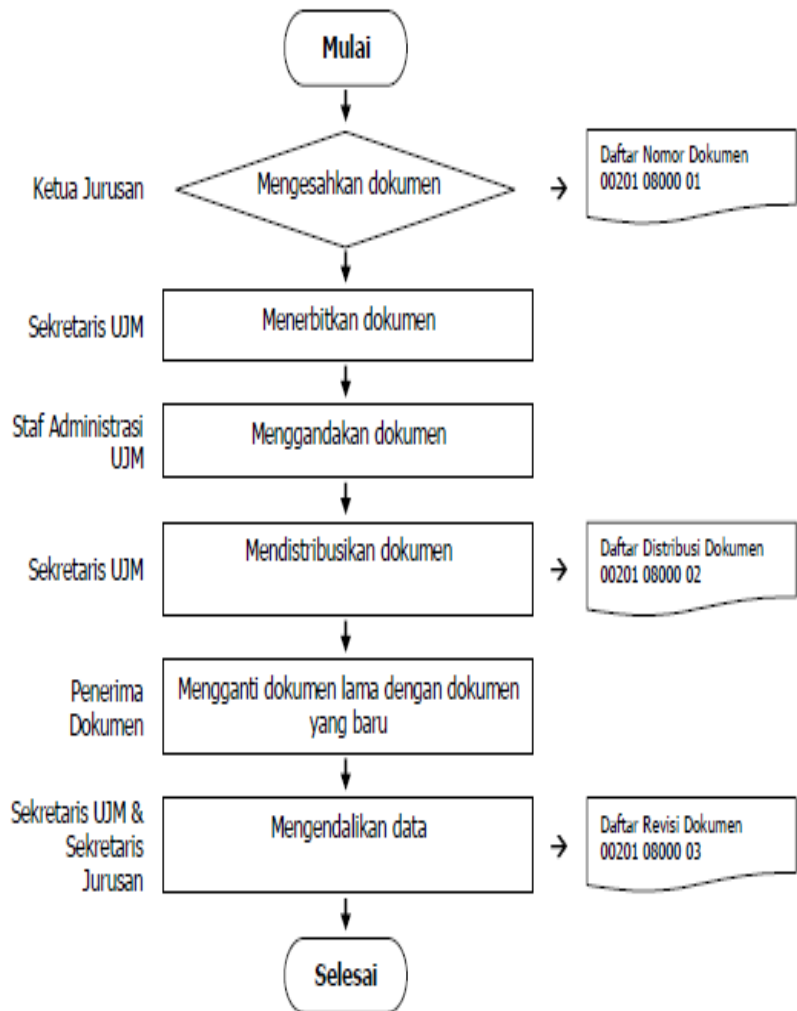 Mulai
Ketua Jurusan
Mengesahkan dokumen
Daftar Nomor Dokumen
00201 08000 01
Sekretaris UJM
Menerbitkan dokumen
Staf Administrasi
UJM
Menggandakan dokumen
Sekretaris UJM
Mendistribusikan dokumen
Daftar Distribusi Dokumen
00201 08000 02
Penerima
Dokumen
Mengganti dokumen lama dengan dokumen
yang baru
Sekretaris UJM &
Sekretaris
Jurusan
Mengendalikan data
Daftar Revisi Dokumen
00201 08000 03
Selesai